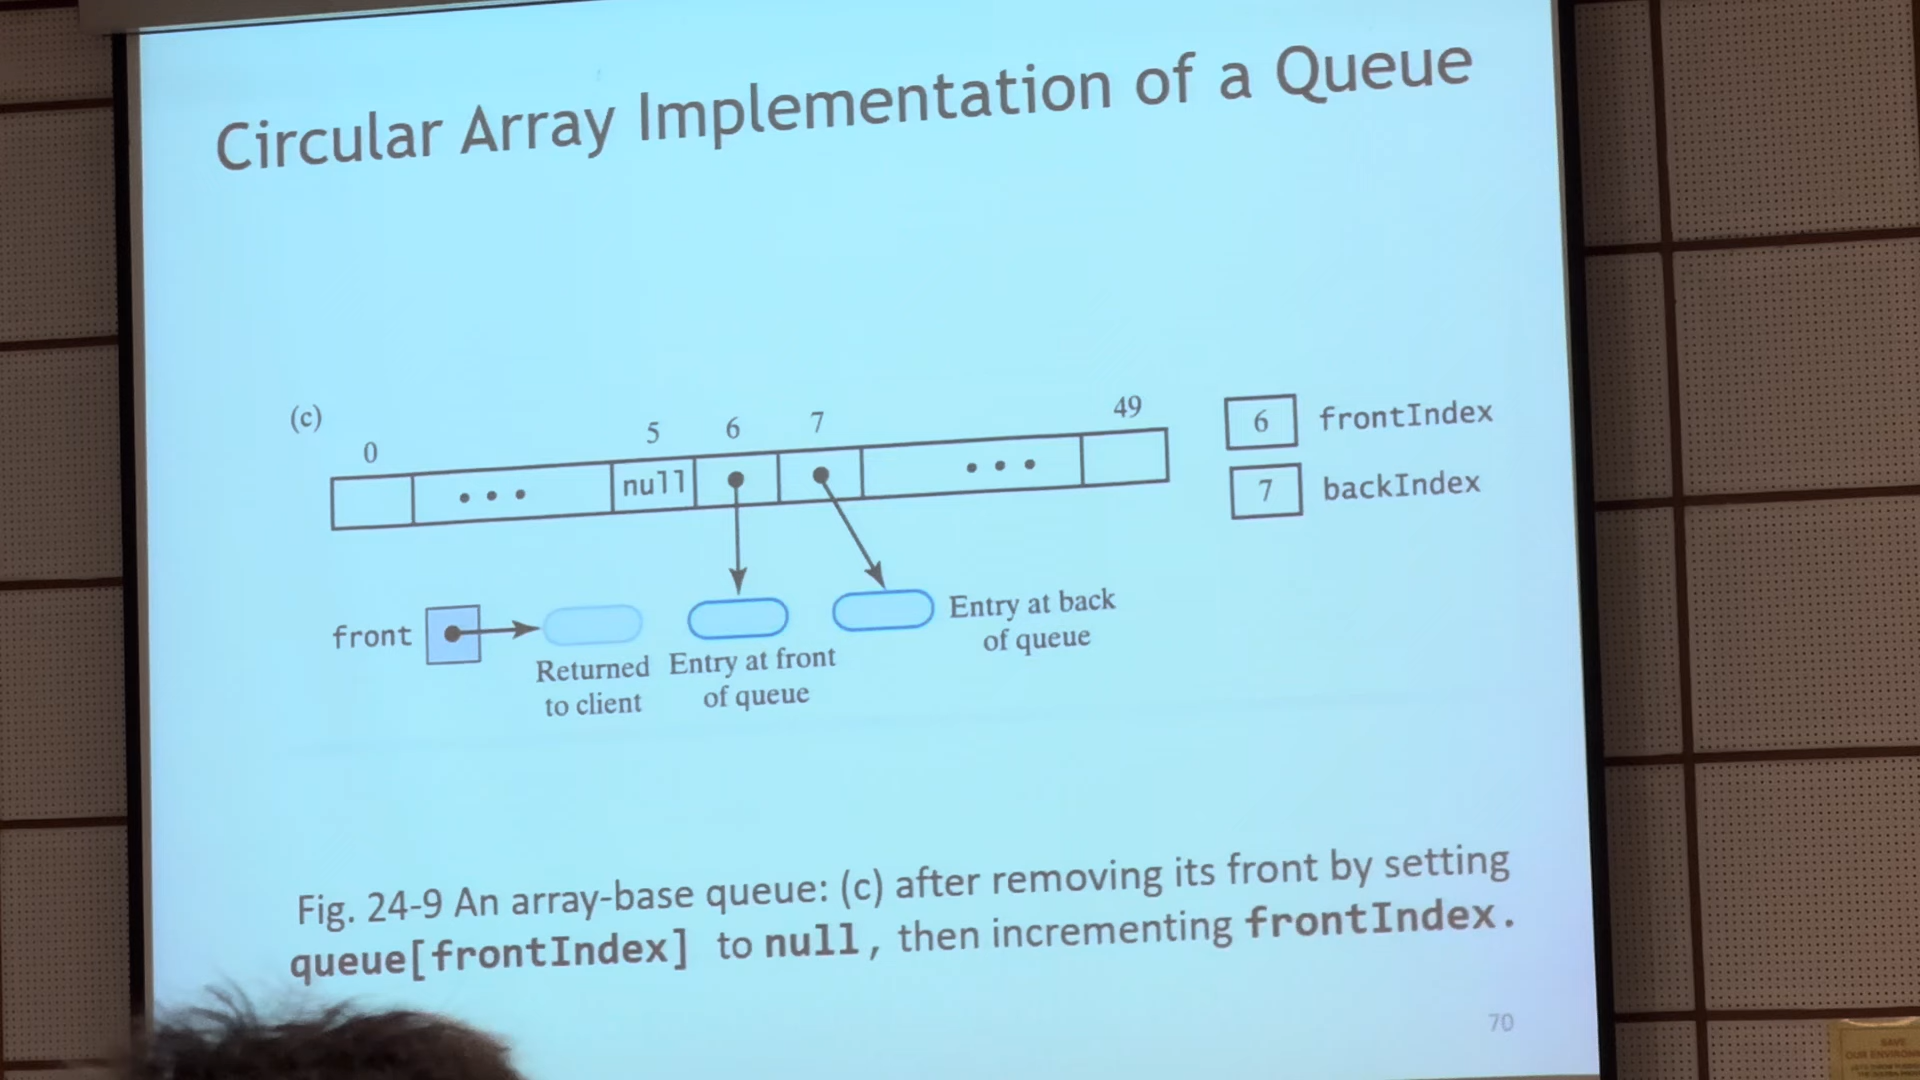 Circular Array Implementation of a Queue
(c)
0
5
6
7
49
null
6 frontIndex
7 backIndex
front
Returned
to client
Entry at front
of queue
Entry at back
of queue
Fig. 24-9 An array-base queue: (c) after removing its front by setting
queue[frontIndex] to null, then incrementing frontIndex.
70
SAVE